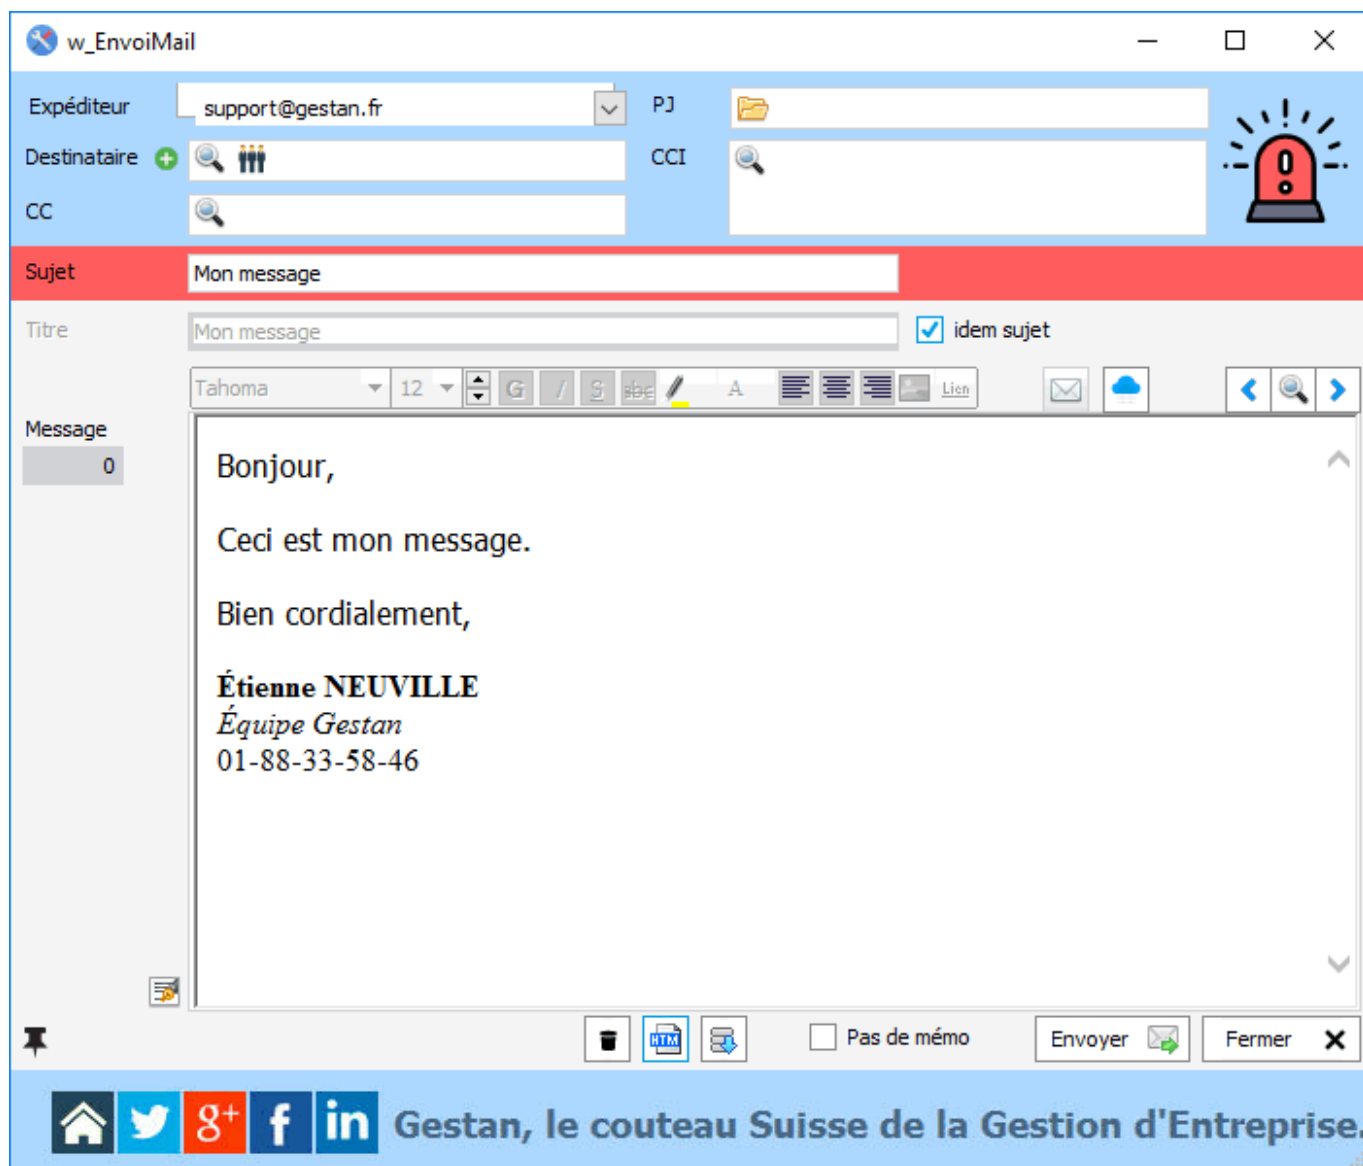 w_EnvoiMail
Expéditeur support@gestan.fr PJ
Destinataire CCI
CC
Sujet Mon message
Titre Mon message idem sujet
Tahoma 12 G I S abc A Lien
Message
0
Bonjour,
Ceci est mon message.
Bien cordialement,
Étienne NEUVILLE
Équipe Gestan
01-88-33-58-46
HTM Pas de mémo Envoyer Fermer
g+ f in Gestan, le couteau Suisse de la Gestion d'Entreprise.